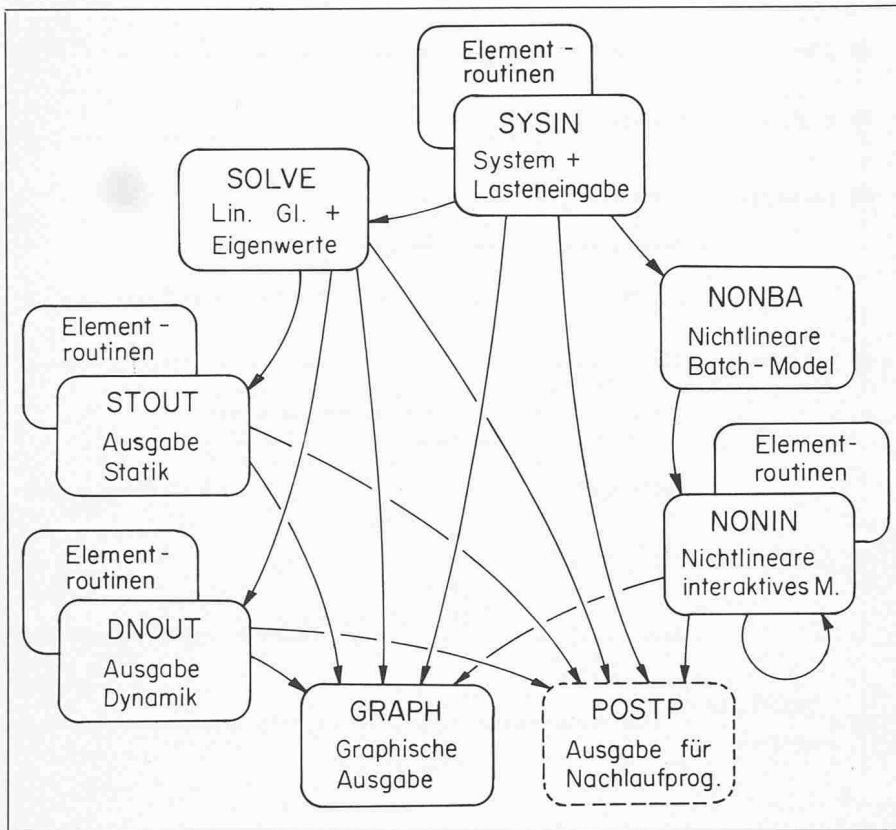 Element-
routinen
SYSIN
System +
Lasteneingabe
SOLVE
Lin. Gl. +
Eigenwerte
NONBA
Nichtlineare
Batch-Model
Element-
routinen
STOUT
Ausgabe
Statik
Element-
routinen
NONIN
Nichtlineare
interaktives M.
Element-
routinen
DNOUT
Ausgabe
Dynamik
GRAPH
Graphische
Ausgabe
POSTP
Ausgabe für
Nachlaufprog.